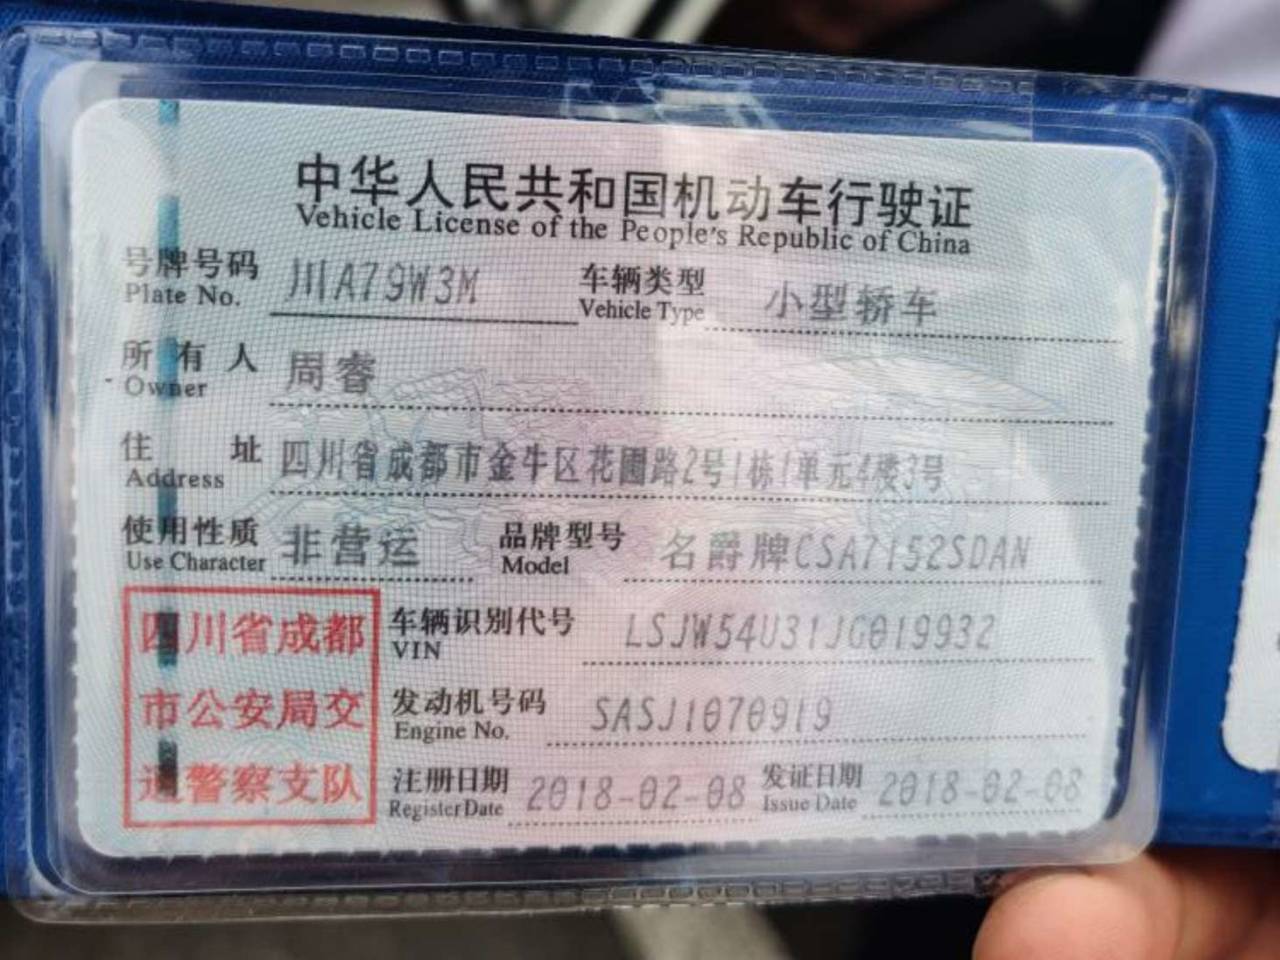 中华人民共和国机动车行驶证
Vehicle License of the People's Republic of China
号牌号码 川A79W3M 车辆类型 小型轿车
Plate No. Vehicle Type
所有人 周睿
Owner
住址 四川省成都市金牛区花圃路2号1栋1单元4楼3号
Address
使用性质 非营运 品牌型号 名爵牌CSA7152SDAN
Use Character Model
四川省成都
市公安局交
通警察支队
车辆识别代号 LSJW54U31JG019932
VIN
发动机号码 SASJ1070919
Engine No.
注册日期 2018-02-08 发证日期 2018-02-08
Register Date Issue Date